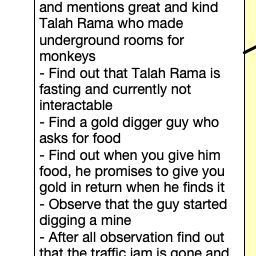 and mentions great and kind
Talah Rama who made
underground rooms for
monkeys
- Find out that Talah Rama is
fasting and currently not
interactable
- Find a gold digger guy who
asks for food
- Find out when you give him
food, he promises to give you
gold in return when he finds it
- Observe that the guy started
digging a mine
- After all observation find out
that the traffic jam is gone and